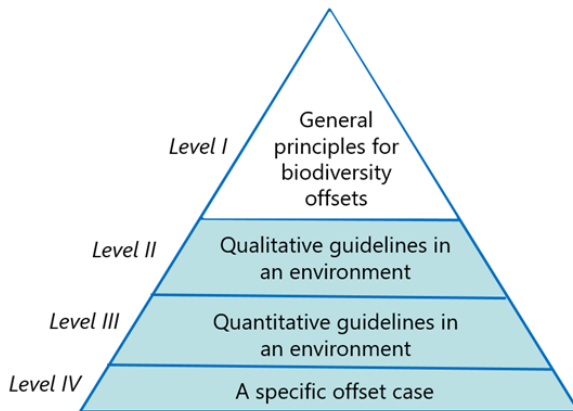 General
Level I
principles for
biodiversity
offsets
Level II
Qualitative guidelines in
an environment
Level III
Quantitative guidelines in
an environment
Level IV
A specific offset case